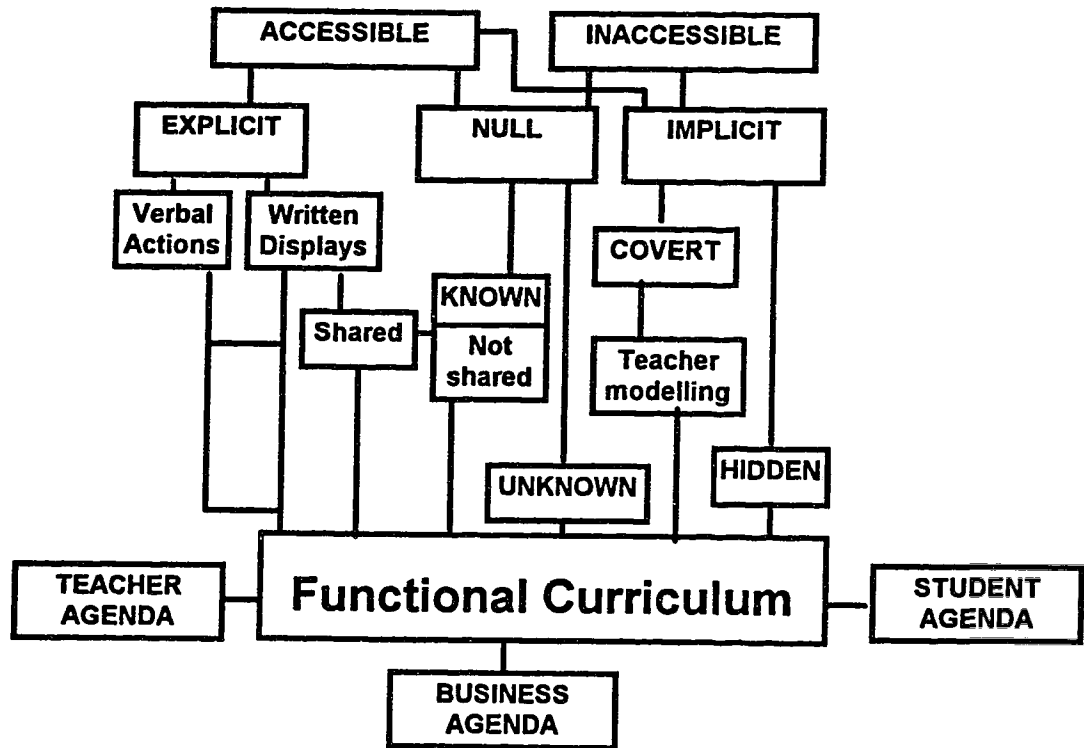 ACCESSIBLE
INACCESSIBLE
EXPLICIT
NULL
IMPLICIT
Verbal
Actions
Written
Displays
COVERT
KNOWN
Shared
Not
shared
Teacher
modelling
HIDDEN
UNKNOWN
TEACHER
AGENDA
Functional Curriculum
STUDENT
AGENDA
BUSINESS
AGENDA